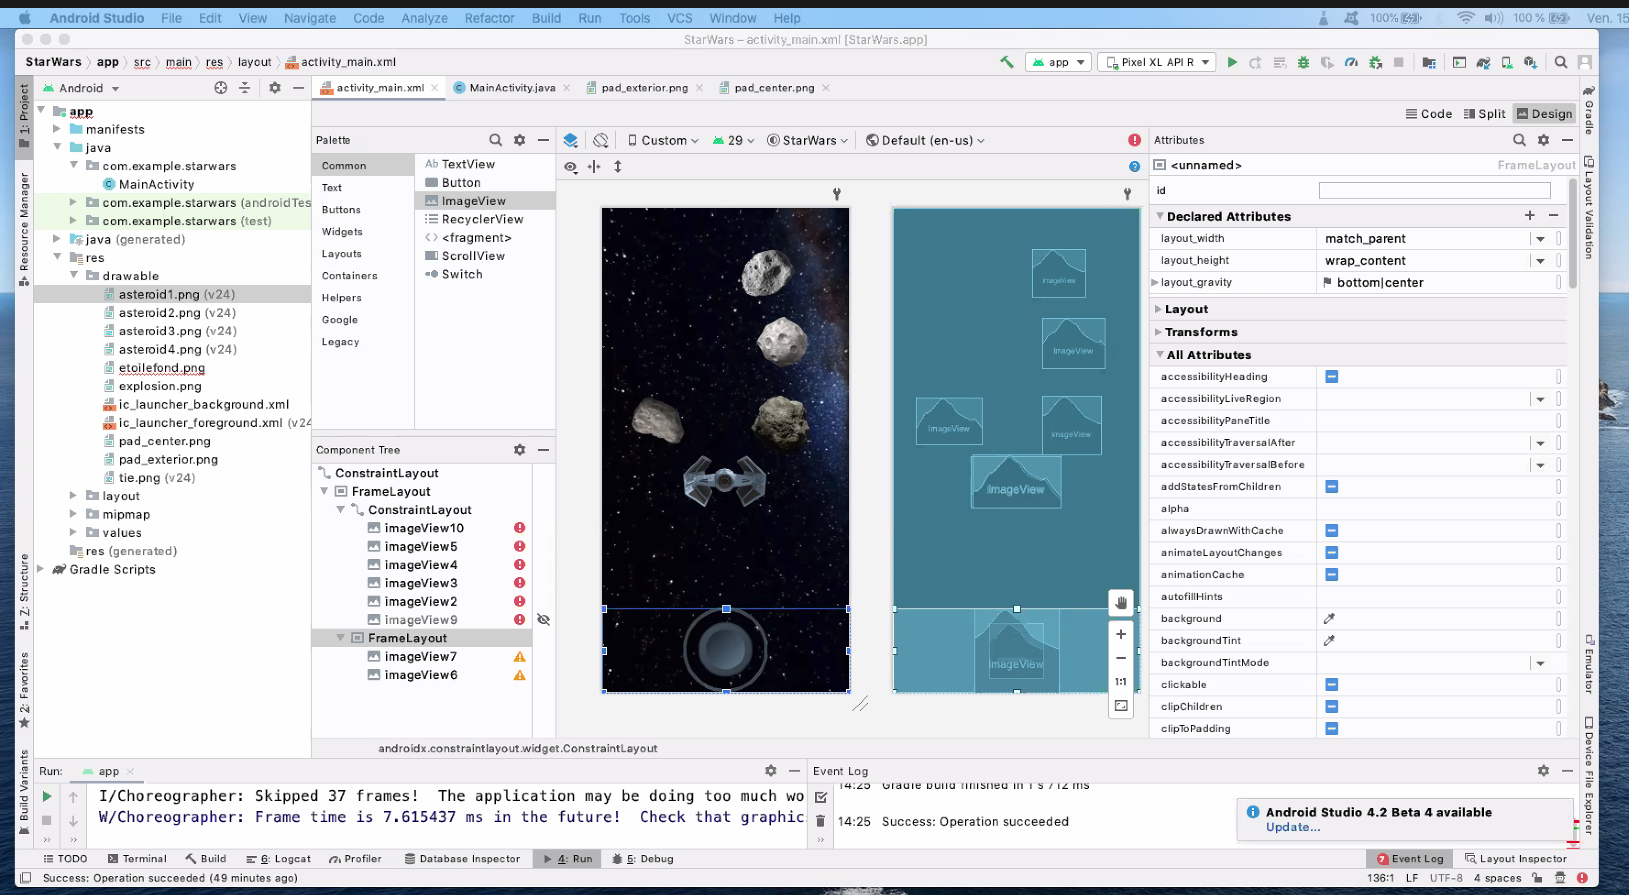 Android Studio File Edit View Navigate Code Analyze Refactor Build Run Tools VCS Window Help 100% 100 % Ven. 15
StarWars – activity_main.xml [StarWars.app]
StarWars app src main res layout activity_main.xml app Pixel XL API R
Android activity_main.xml MainActivity.java pad_exterior.png pad_center.png
Code Split Design
1: Project
Resource Manager
Z: Structure
2: Favorites
Build Variants
app
manifests
java
com.example.starwars
MainActivity
com.example.starwars (androidTes
com.example.starwars (test)
java (generated)
res
drawable
asteroid1.png (v24)
asteroid2.png (v24)
asteroid3.png (v24)
asteroid4.png (v24)
etoilefond.png
explosion.png
ic_launcher_background.xml
ic_launcher_foreground.xml (v24
pad_center.png
pad_exterior.png
tie.png (v24)
layout
mipmap
values
res (generated)
Gradle Scripts
Palette
Common
Text
Buttons
Widgets
Layouts
Containers
Helpers
Google
Legacy
Ab TextView
Button
ImageView
RecyclerView
<fragment>
ScrollView
Switch
Component Tree
ConstraintLayout
FrameLayout
ConstraintLayout
imageView10
imageView5
imageView4
imageView3
imageView2
imageView9
FrameLayout
imageView7
imageView6
Custom 29 StarWars Default (en-us)
ImageView
ImageView
ImageView
ImageView
ImageView
ImageView
1:1
androidx.constraintlayout.widget.ConstraintLayout
Attributes
<unnamed> FrameLayout
id
Declared Attributes
layout_width match_parent
layout_height wrap_content
layout_gravity bottom|center
Layout
Transforms
All Attributes
accessibilityHeading
accessibilityLiveRegion
accessibilityPaneTitle
accessibilityTraversalAfter
accessibilityTraversalBefore
addStatesFromChildren
alpha
alwaysDrawnWithCache
animateLayoutChanges
animationCache
autofillHints
background
backgroundTint
backgroundTintMode
clickable
clipChildren
clipToPadding
Gradle
Layout Validation
Emulator
Device File Explorer
Run: app
I/Choreographer: Skipped 37 frames!  The application may be doing too much wo
W/Choreographer: Frame time is 7.615437 ms in the future!  Check that graphic
Event Log
14:25 Gradle build finished in 1 s 712 ms
14:25 Success: Operation succeeded
Android Studio 4.2 Beta 4 available
Update...
TODO Terminal Build 6: Logcat Profiler Database Inspector 4: Run 5: Debug 7 Event Log Layout Inspector
Success: Operation succeeded (49 minutes ago) 136:1 LF UTF-8 4 spaces